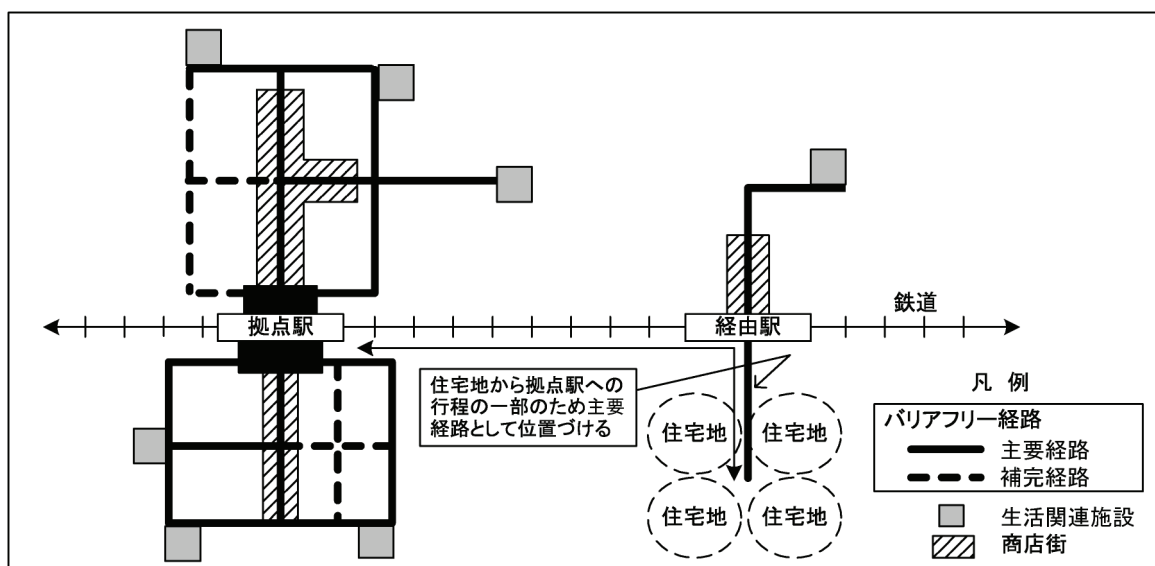 鉄道
拠点駅
経由駅
住宅地から拠点駅への
行程の一部のため主要
経路として位置づける
住宅地
住宅地
住宅地
住宅地
凡 例
バリアフリー経路
主要経路
補完経路
生活関連施設
商店街